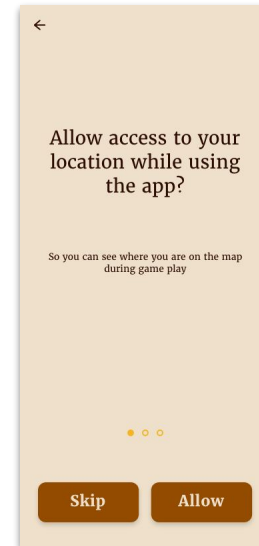 Allow access to your
location while using
the app?
So you can see where you are on the map
during game play
Skip
Allow